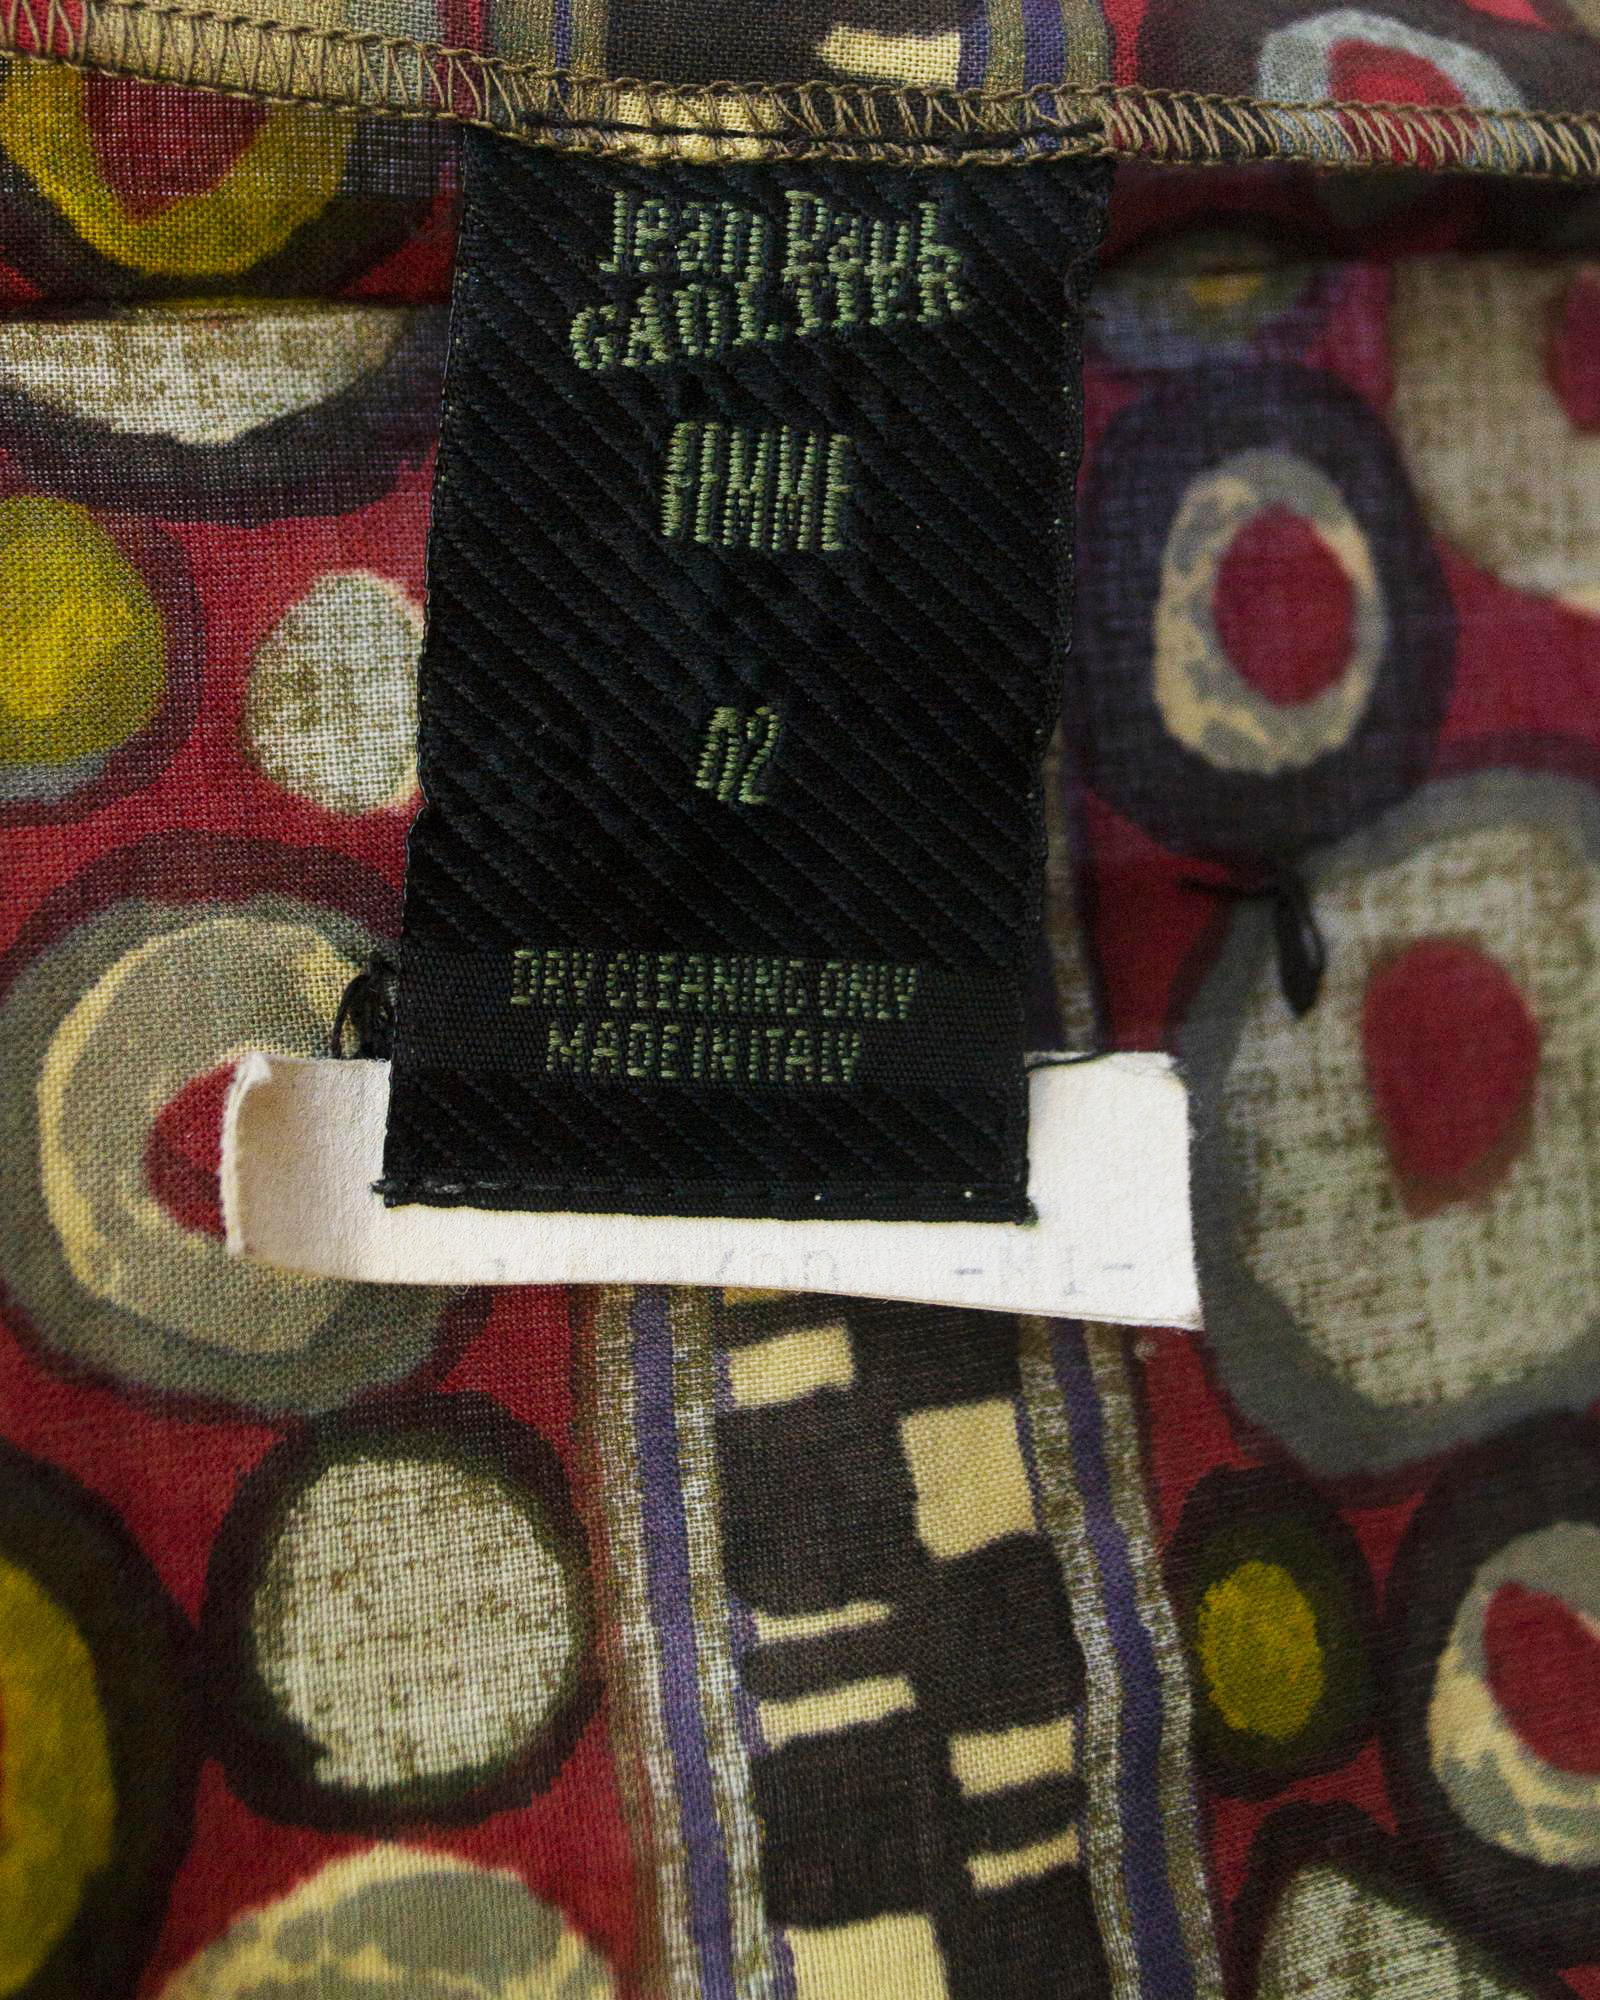 Jean Paul
GAULTIER
FEMME
42
DRY CLEANING ONLY
MADE IN ITALY